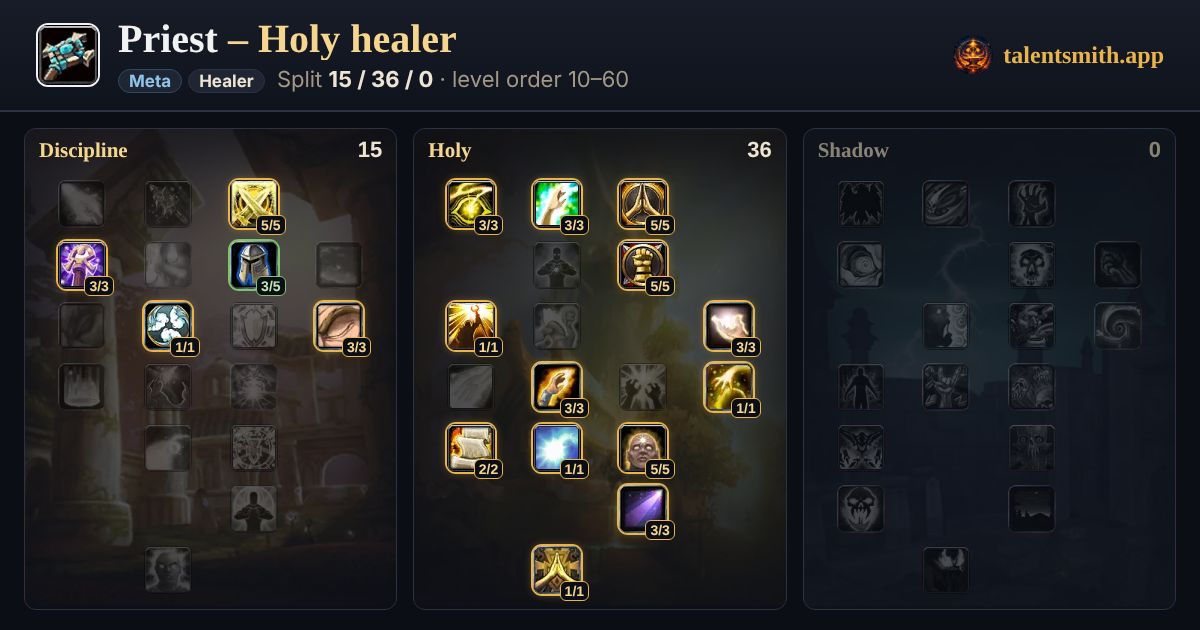 Priest – Holy healer
Meta Healer Split 15 / 36 / 0 · level order 10–60
talentsmith.app
Discipline 15
5/5
3/3 3/5
1/1 3/3
Holy 36
3/3 3/3 5/5
5/5
1/1 3/3
3/3 1/1
2/2 1/1 5/5
3/3
1/1
Shadow 0